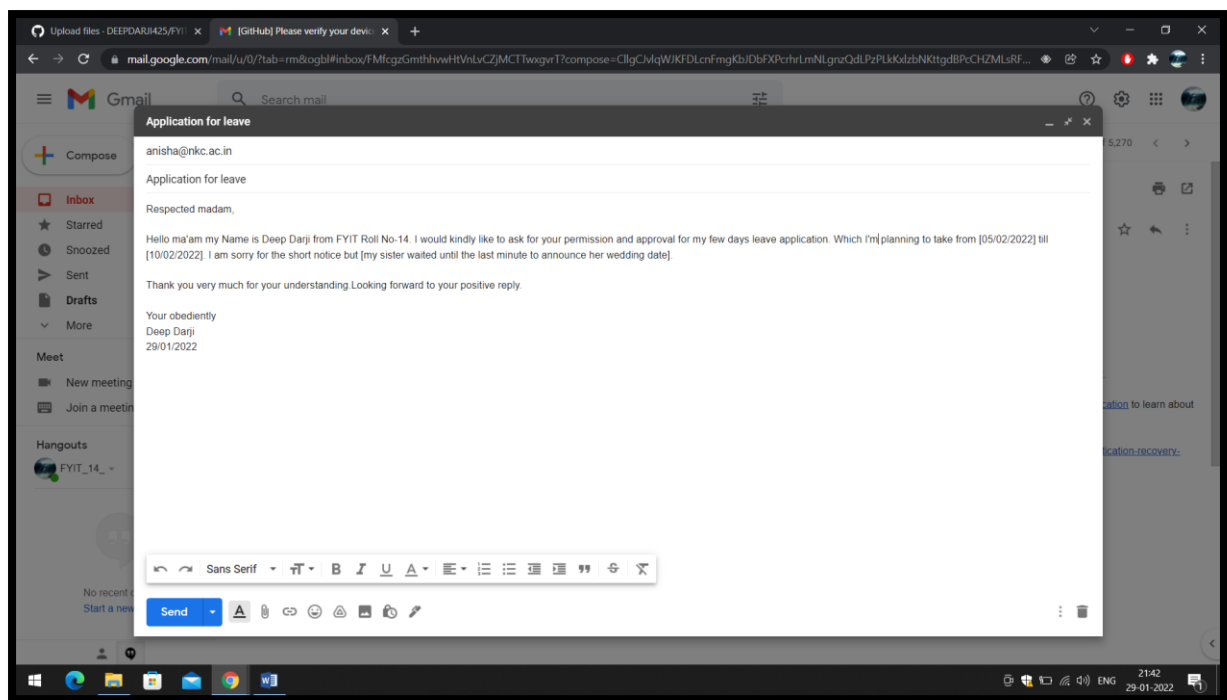 Upload files · DEEPDARJI425/FYIT
[GitHub] Please verify your device
mail.google.com/mail/u/0/?tab=rm&ogbl#inbox/
Gmail
Search mail
Application for leave
Compose
anisha@nkc.ac.in
5,270
Application for leave
Inbox
Respected madam,
Starred
Snoozed
Hello ma'am my Name is Deep Darji from FYIT Roll No-14. I would kindly like to ask for your permission and approval for my few days leave application. Which I'm planning to take from [05/02/2022] till
[10/02/2022]. I am sorry for the short notice but [my sister waited until the last minute to announce her wedding date].
Sent
Thank you very much for your understanding.Looking forward to your positive reply.
Drafts
Your obediently
More
Deep Darji
29/01/2022
Meet
New meeting
Join a meetin
cation to learn about
Hangouts
FYIT_14_
tication-recovery-
Sans Serif
No recent c
Start a new
Send
ENG
21:42
29-01-2022